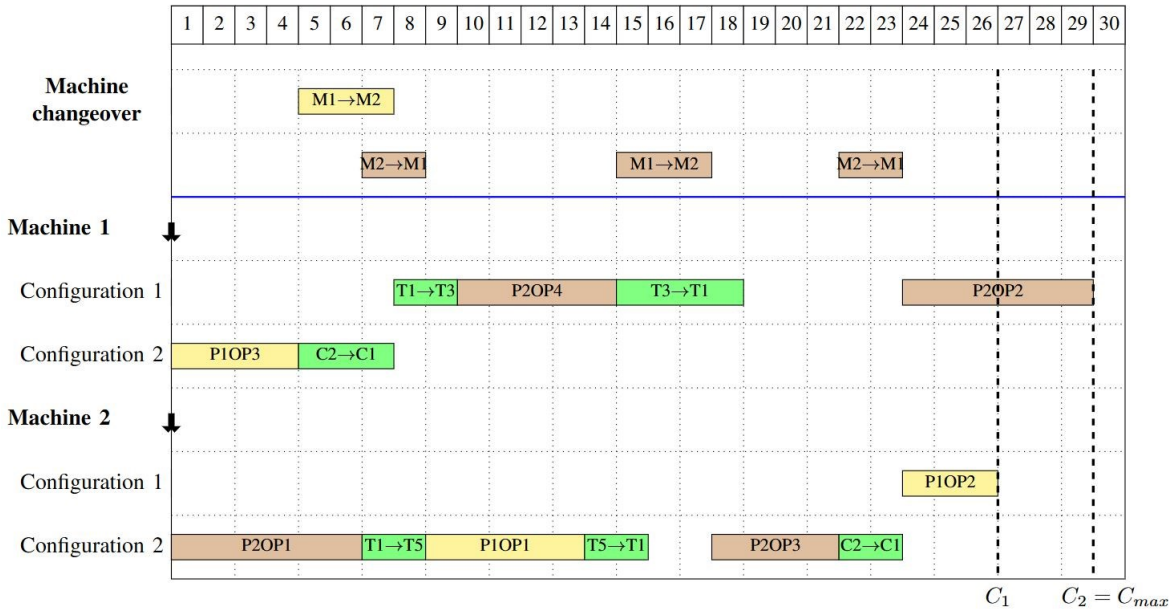 1 2 3 4 5 6 7 8 9 10 11 12 13 14 15 16 17 18 19 20 21 22 23 24 25 26 27 28 29 30
Machine
changeover
M1→M2
M2→M1 M1→M2 M2→M1
Machine 1
Configuration 1 T1→T3 P2OP4 T3→T1 P2OP2
Configuration 2 P1OP3 C2→C1
Machine 2
Configuration 1 P1OP2
Configuration 2 P2OP1 T1→T5 P1OP1 T5→T1 P2OP3 C2→C1
C₁ C₂ = Cₘₐₓ